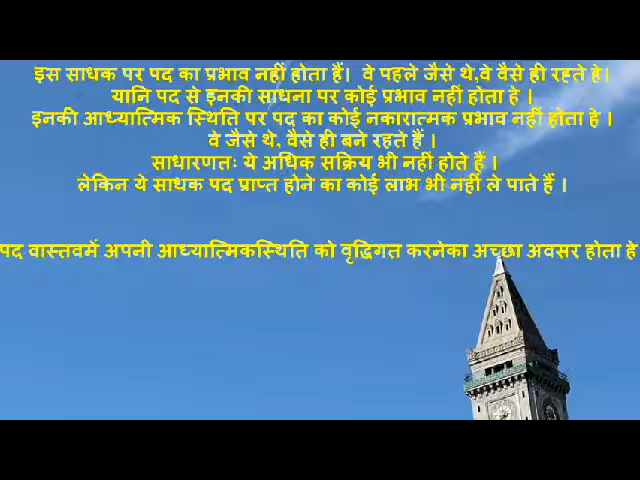 इस साधक पर पद का प्रभाव नहीं होता हैं। वे पहले जैसे थे,वे वैसे ही रह्ते हे।
यानि पद से इनकी साधना पर कोई प्रभाव नहीं होता हे ।
इनकी आध्यात्मिक स्थिति पर पद का कोई नकारात्मक प्रभाव नहीं होता हे ।
वे जैसे थे, वैसे ही बने रहते हैं ।
साधारणतः ये अधिक सक्रिय भी नहीं होते हैं ।
लेकिन ये साधक पद प्राप्त होने का कोई लाभ भी नहीं ले पाते हैं ।
पद वास्तवमें अपनी आध्यात्मिकस्थिति को वृद्धिगत करनेका अच्छा अवसर होता हे